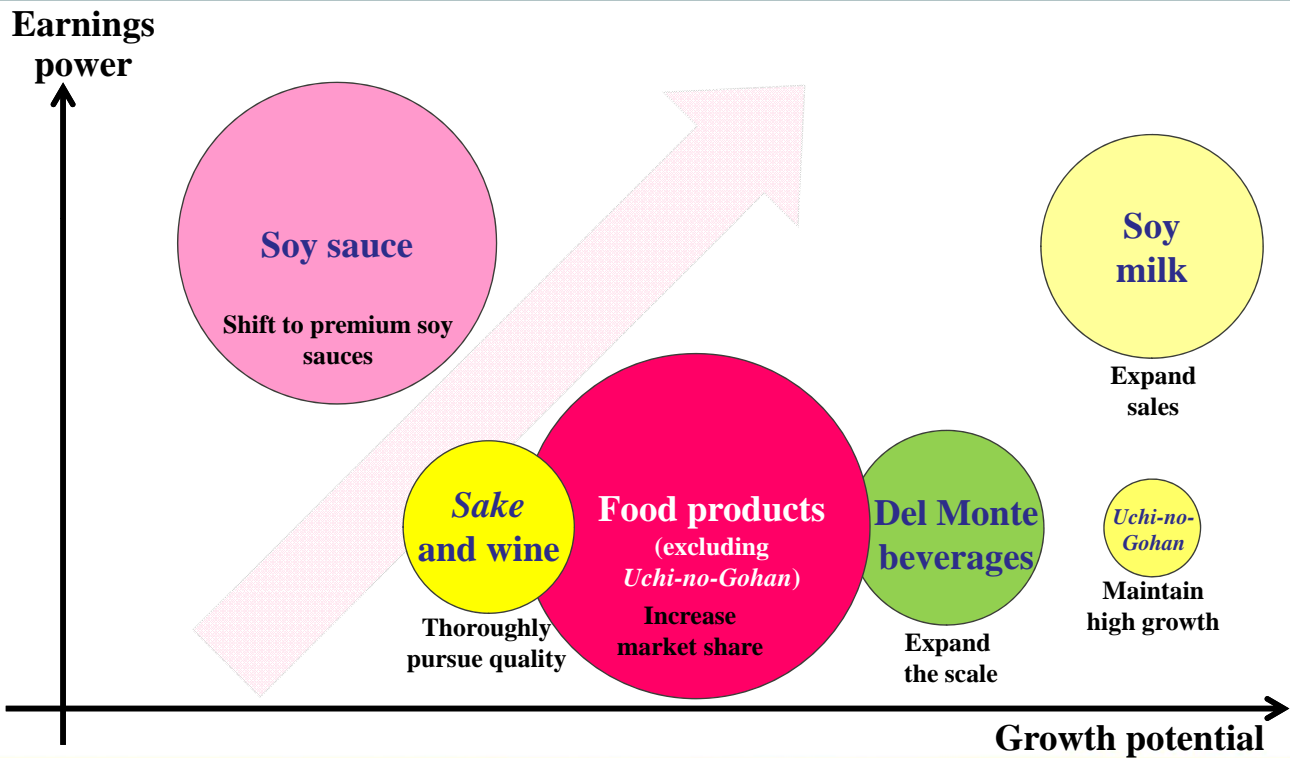 Earnings
power
Soy sauce
Shift to premium soy
sauces
Soy
milk
Expand
sales
Sake
and wine
Thoroughly
pursue quality
Food products
(excluding
Uchi-no-Gohan)
Increase
market share
Del Monte
beverages
Expand
the scale
Uchi-no-
Gohan
Maintain
high growth
Growth potential